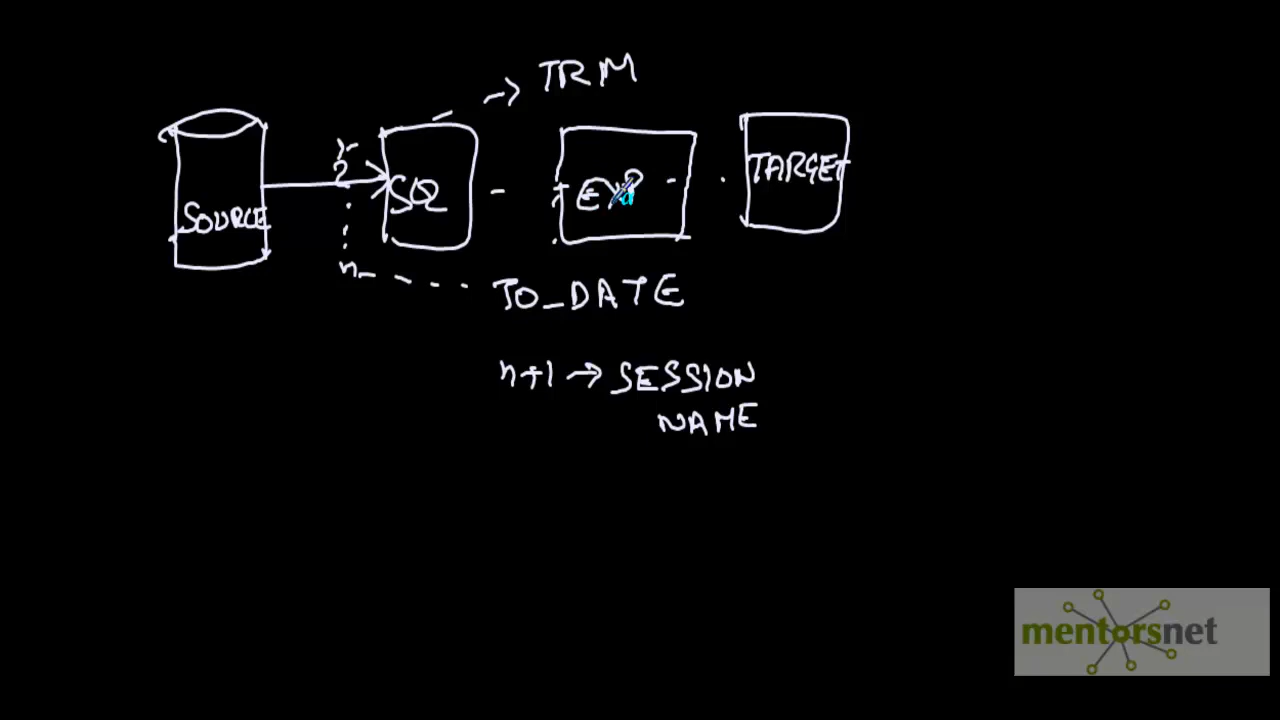 TRM
SOURCE
SQ
EXP
TARGET
n
TO_DATE
n+1 → SESSION
NAME
mentorsnet